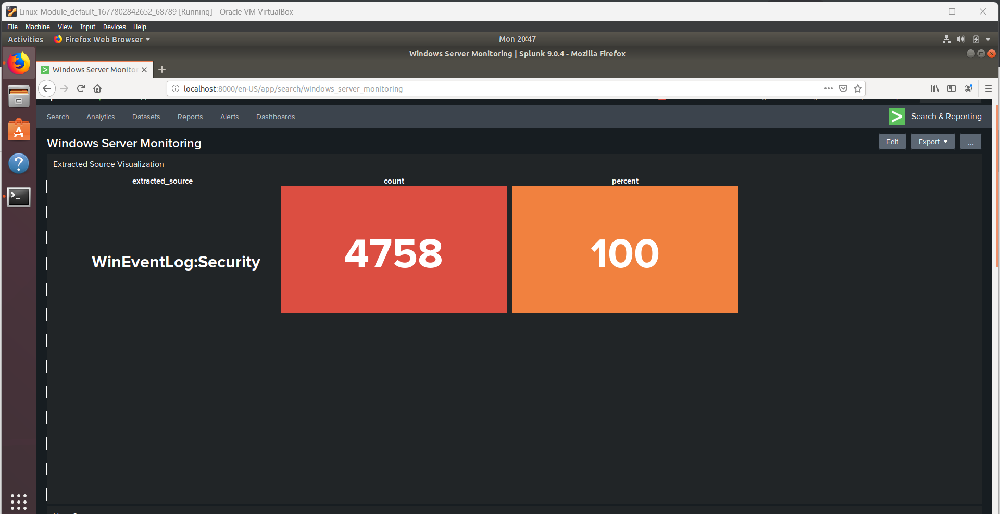 Linux-Module_default_1677802842652_68789 [Running] - Oracle VM VirtualBox
File Machine View Input Devices Help
Activities Firefox Web Browser Mon 20:47
Windows Server Monitoring | Splunk 9.0.4 - Mozilla Firefox
Windows Server Monitor
localhost:8000/en-US/app/search/windows_server_monitoring
Search Analytics Datasets Reports Alerts Dashboards > Search & Reporting
Windows Server Monitoring Edit Export ...
Extracted Source Visualization
extracted_source count percent
WinEventLog:Security 4758 100